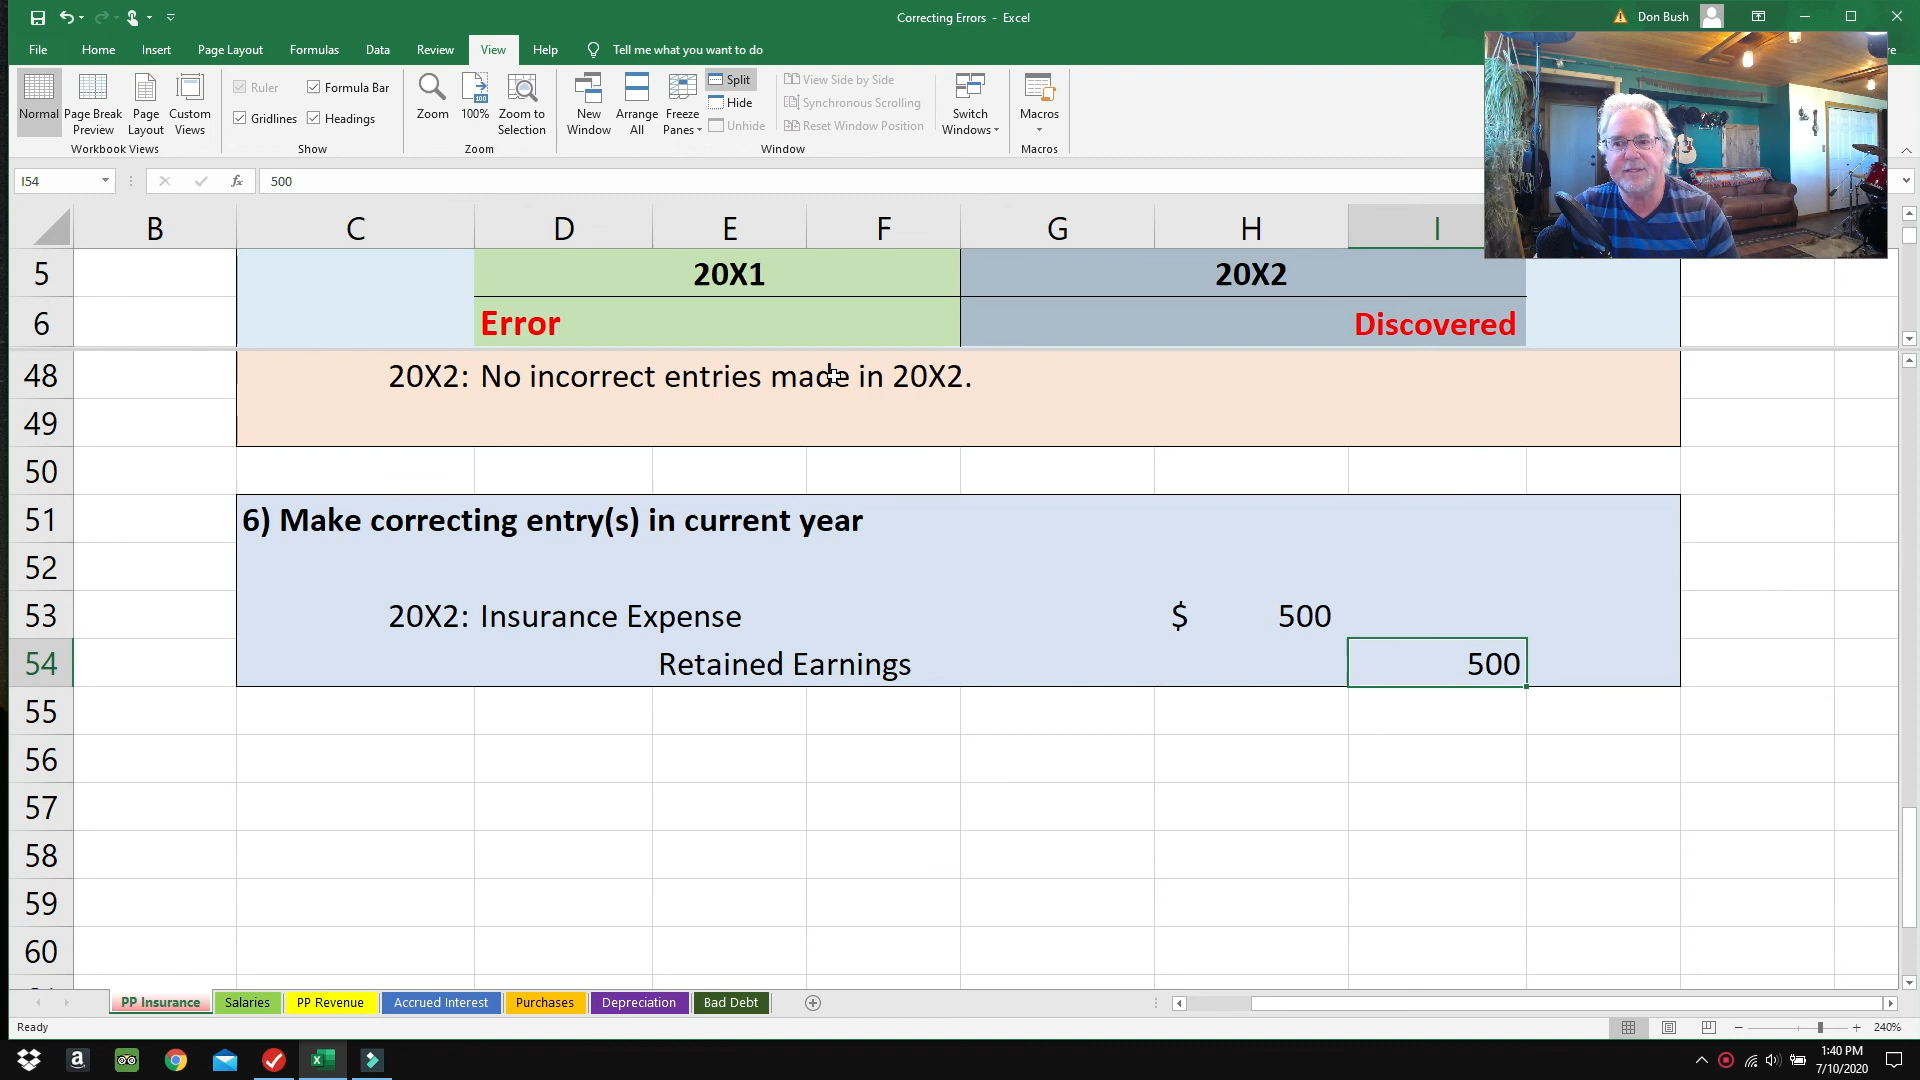 Correcting Errors - Excel
Don Bush
File Home Insert Page Layout Formulas Data Review View Help Tell me what you want to do
Normal
Page Break Preview
Page Layout
Custom Views
Workbook Views
Ruler
Formula Bar
Gridlines
Headings
Show
Zoom
100%
Zoom to Selection
Zoom
New Window
Arrange All
Freeze Panes
Split
Hide
Unhide
View Side by Side
Synchronous Scrolling
Reset Window Position
Window
Switch Windows
Macros
Macros
I54 fx 500
B C D E F G H I
5 20X1 20X2
6 Error Discovered
48 20X2: No incorrect entries made in 20X2.
49
50
51 6) Make correcting entry(s) in current year
52
53 20X2: Insurance Expense $ 500
54 Retained Earnings 500
55
56
57
58
59
60
PP Insurance Salaries PP Revenue Accrued Interest Purchases Depreciation Bad Debt
Ready 240%
1:40 PM
7/10/2020